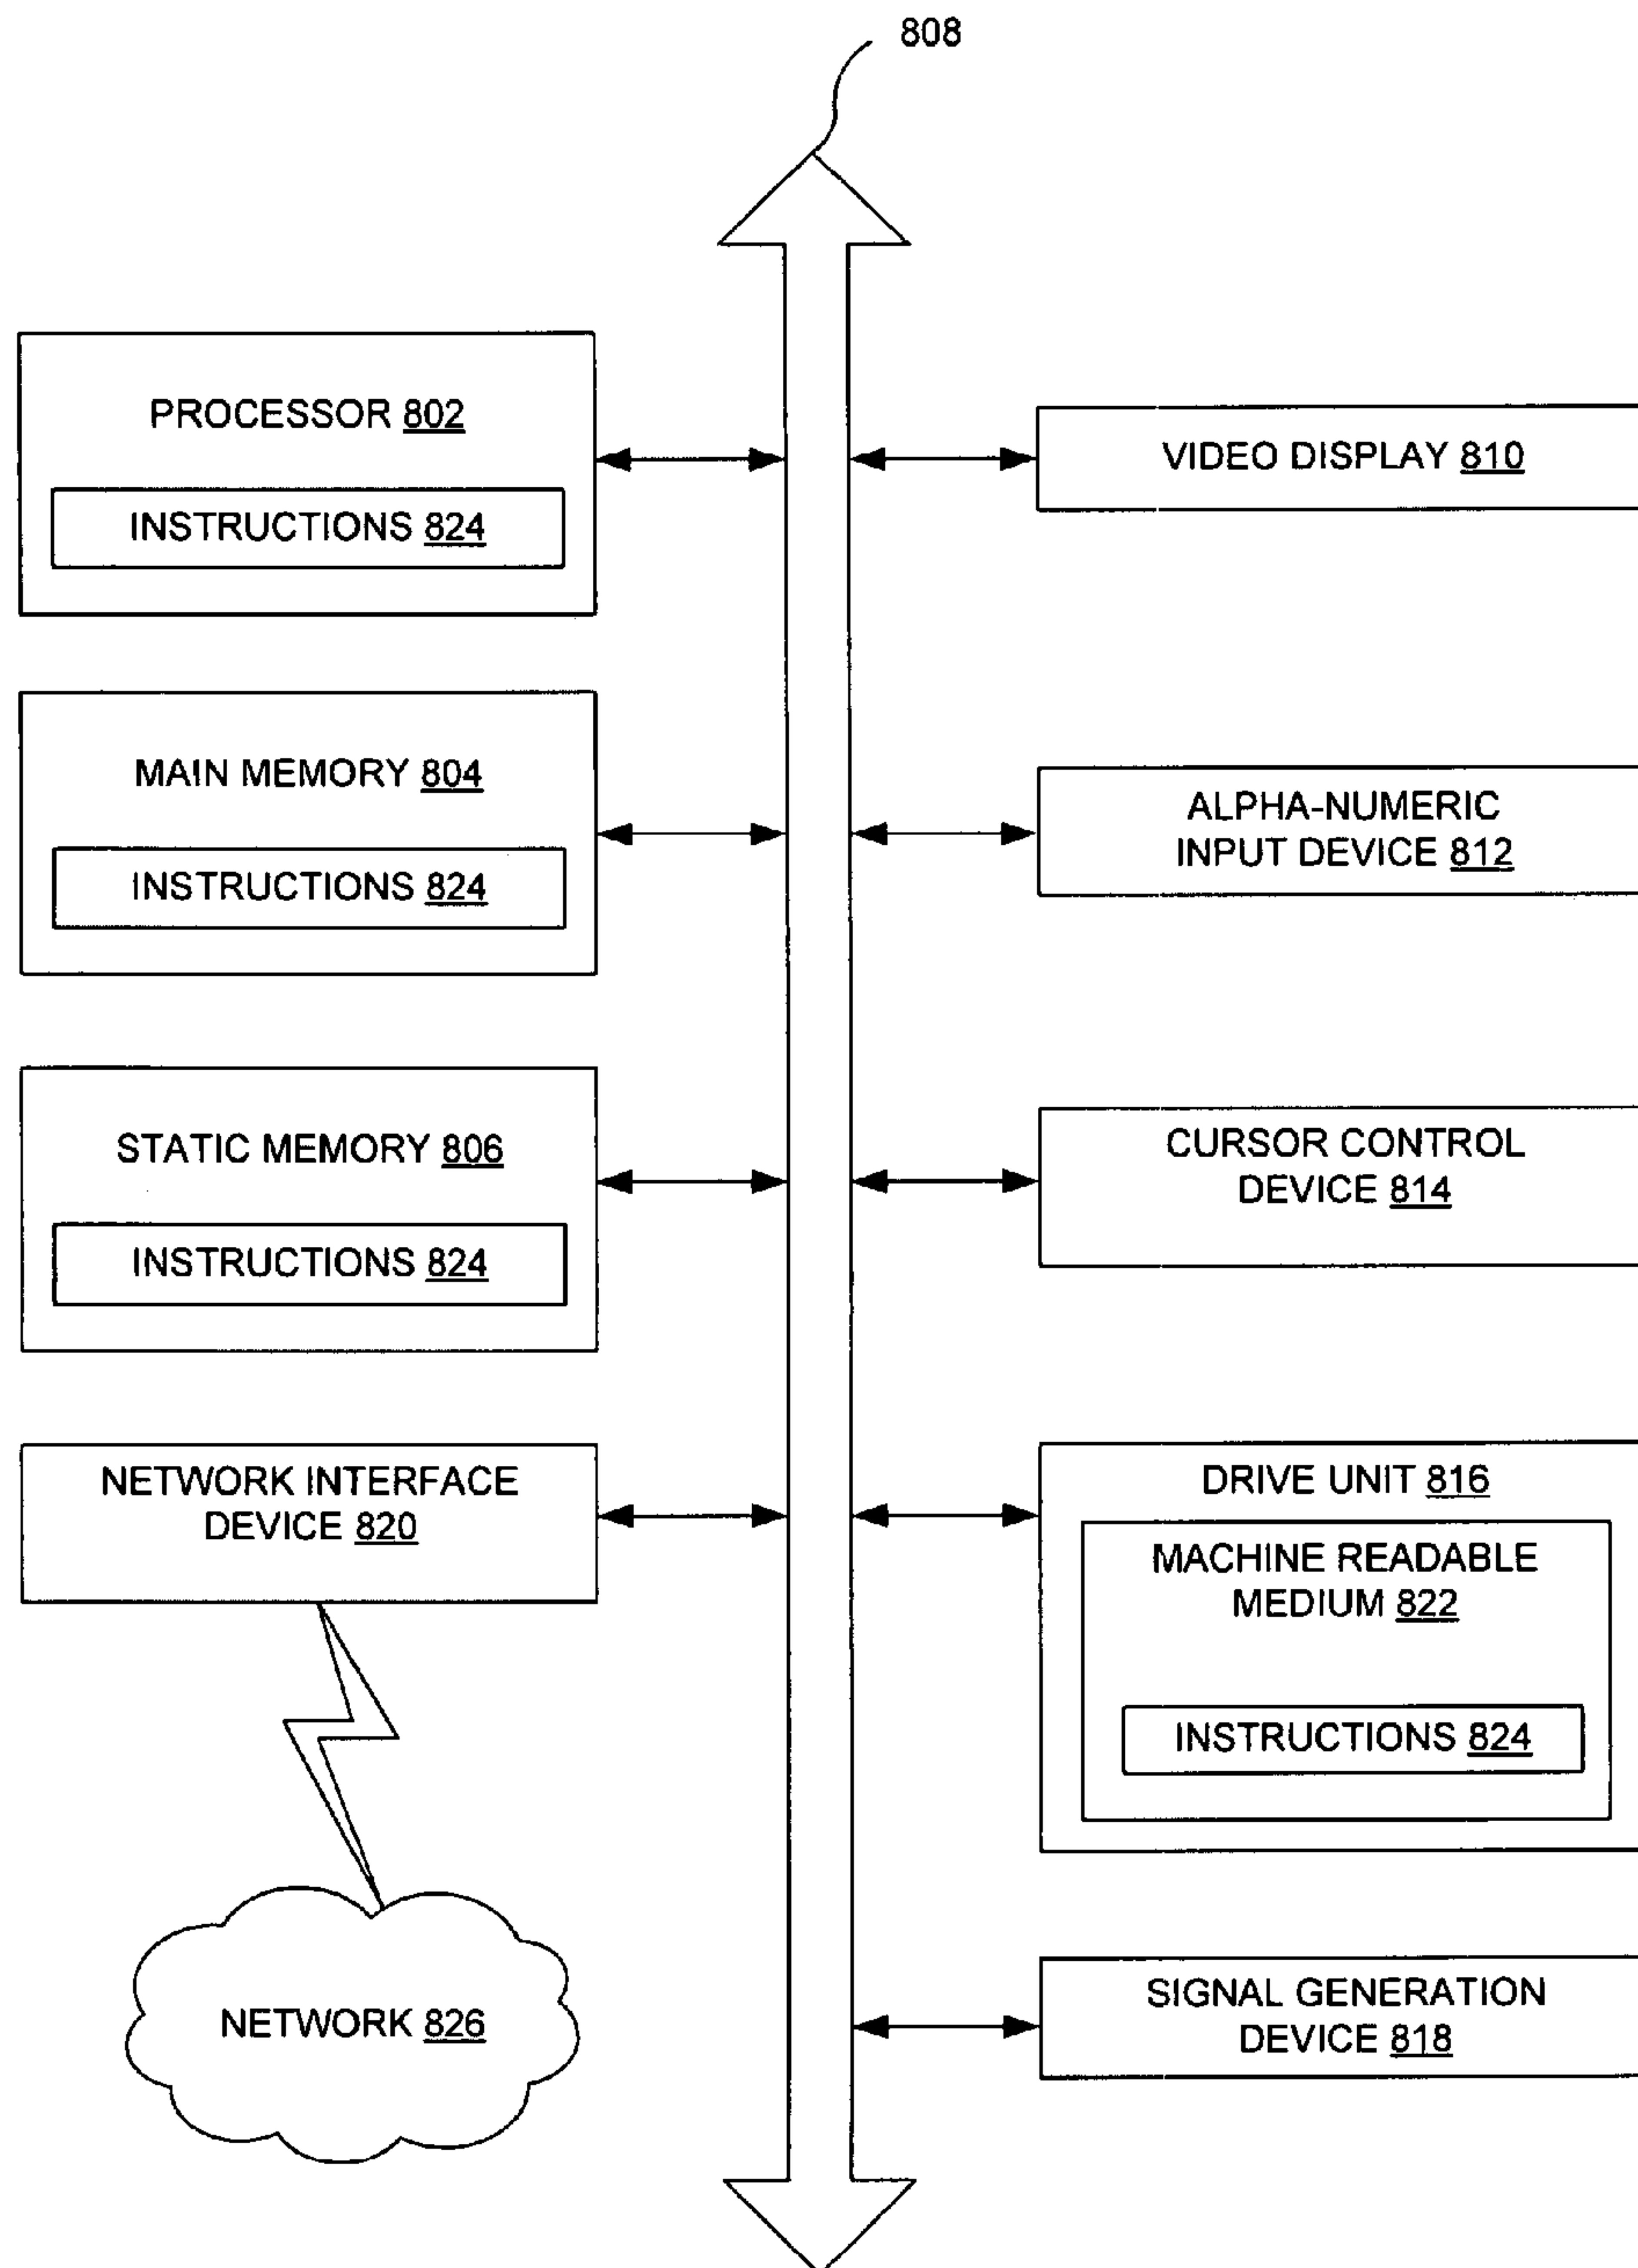 808
PROCESSOR 802
INSTRUCTIONS 824
MAIN MEMORY 804
INSTRUCTIONS 824
STATIC MEMORY 806
INSTRUCTIONS 824
NETWORK INTERFACE
DEVICE 820
NETWORK 826
VIDEO DISPLAY 810
ALPHA-NUMERIC
INPUT DEVICE 812
CURSOR CONTROL
DEVICE 814
DRIVE UNIT 816
MACHINE READABLE
MEDIUM 822
INSTRUCTIONS 824
SIGNAL GENERATION
DEVICE 818